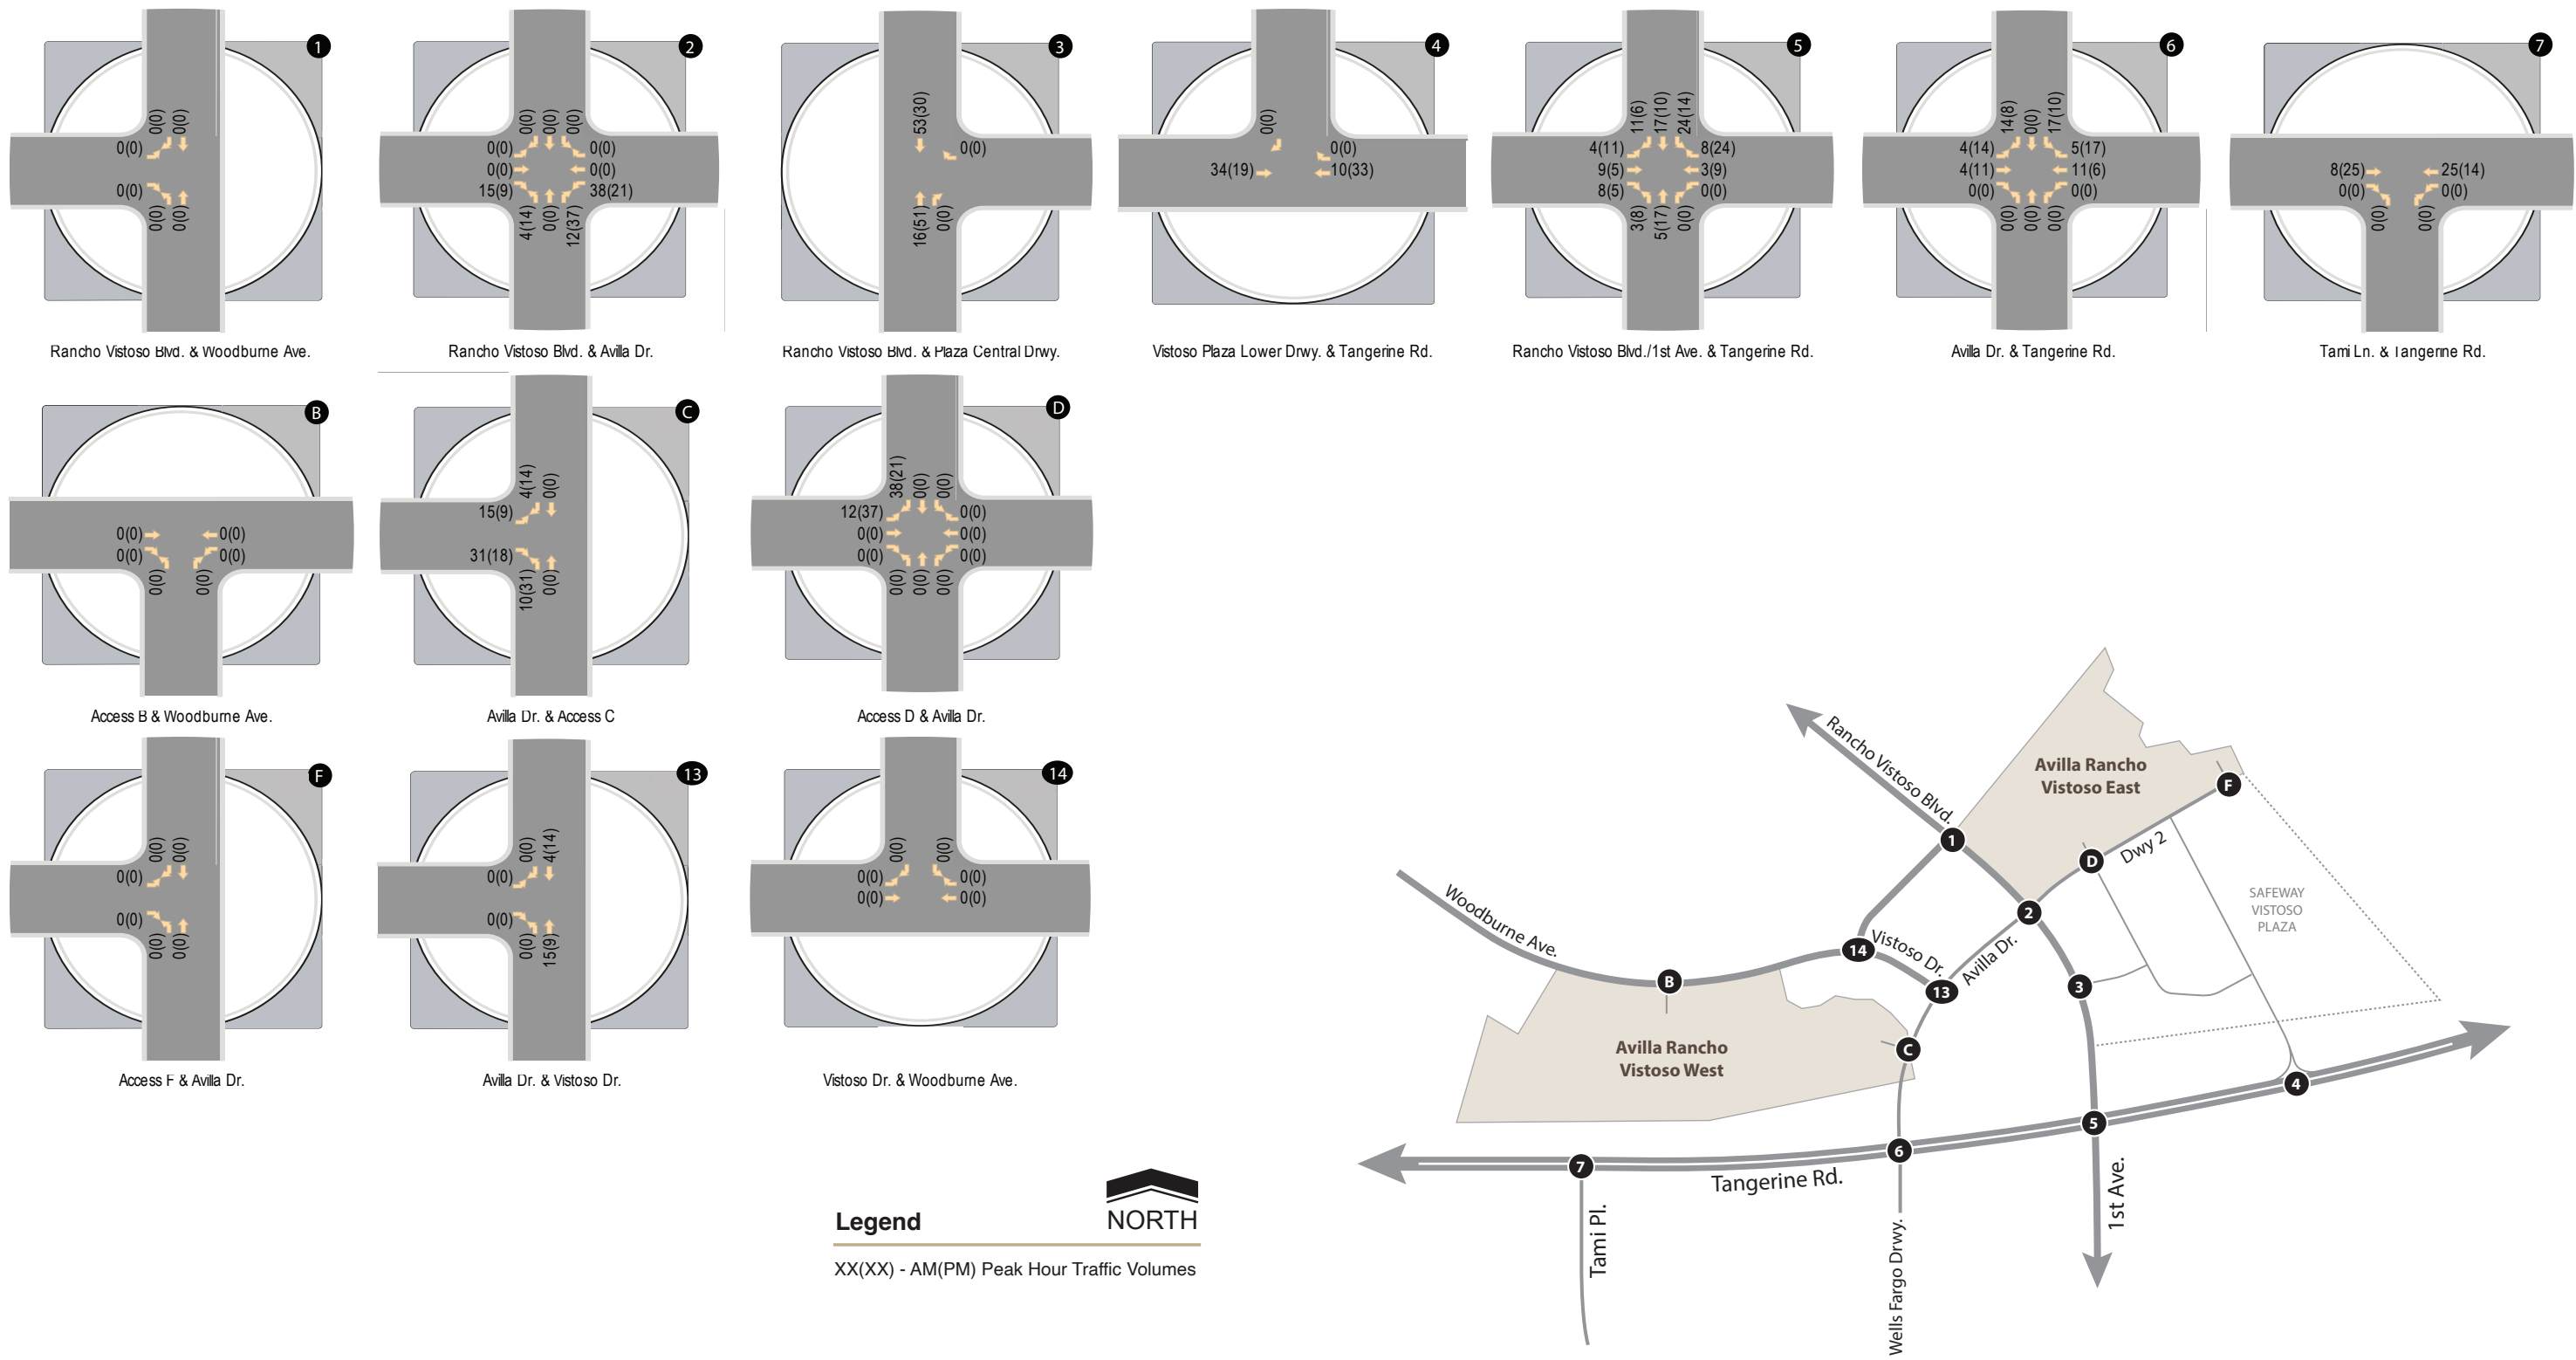 1
0(0)
0(0)
0(0)
0(0)
0(0)
0(0)
Rancho Vistoso Blvd. & Woodburne Ave.
2
0(0)
0(0)
0(0)
0(0)
0(0)
0(0)
0(0)
15(9)
38(21)
4(14)
0(0)
12(37)
Rancho Vistoso Blvd. & Avilla Dr.
3
53(30)
0(0)
16(51)
0(0)
Rancho Vistoso Blvd. & Plaza Central Drwy.
4
0(0)
0(0)
34(19)
10(33)
Vistoso Plaza Lower Drwy. & Tangerine Rd.
5
11(6)
17(10)
24(14)
4(11)
8(24)
9(5)
3(9)
8(5)
0(0)
3(8)
5(17)
0(0)
Rancho Vistoso Blvd./1st Ave. & Tangerine Rd.
6
14(8)
0(0)
17(10)
4(14)
5(17)
4(11)
11(6)
0(0)
0(0)
0(0)
0(0)
0(0)
Avilla Dr. & Tangerine Rd.
7
8(25)
25(14)
0(0)
0(0)
0(0)
0(0)
Tami Ln. & Tangerine Rd.
B
0(0)
0(0)
0(0)
0(0)
0(0)
0(0)
Access B & Woodburne Ave.
C
4(14)
0(0)
15(9)
31(18)
10(31)
0(0)
Avilla Dr. & Access C
D
38(21)
0(0)
0(0)
12(37)
0(0)
0(0)
0(0)
0(0)
0(0)
0(0)
0(0)
0(0)
Access D & Avilla Dr.
F
0(0)
0(0)
0(0)
0(0)
0(0)
0(0)
Access F & Avilla Dr.
13
0(0)
4(14)
0(0)
0(0)
0(0)
15(9)
Avilla Dr. & Vistoso Dr.
14
0(0)
0(0)
0(0)
0(0)
0(0)
0(0)
Vistoso Dr. & Woodburne Ave.
Legend
NORTH
XX(XX) - AM(PM) Peak Hour Traffic Volumes
Rancho Vistoso Blvd.
Avilla Rancho
Vistoso East
F
1
D
Dwy 2
SAFEWAY
VISTOSO
PLAZA
Woodburne Ave.
2
14
Vistoso Dr.
Avilla Dr.
B
13
3
Avilla Rancho
Vistoso West
C
4
5
6
7
Tangerine Rd.
Tami Pl.
Wells Fargo Drwy.
1st Ave.